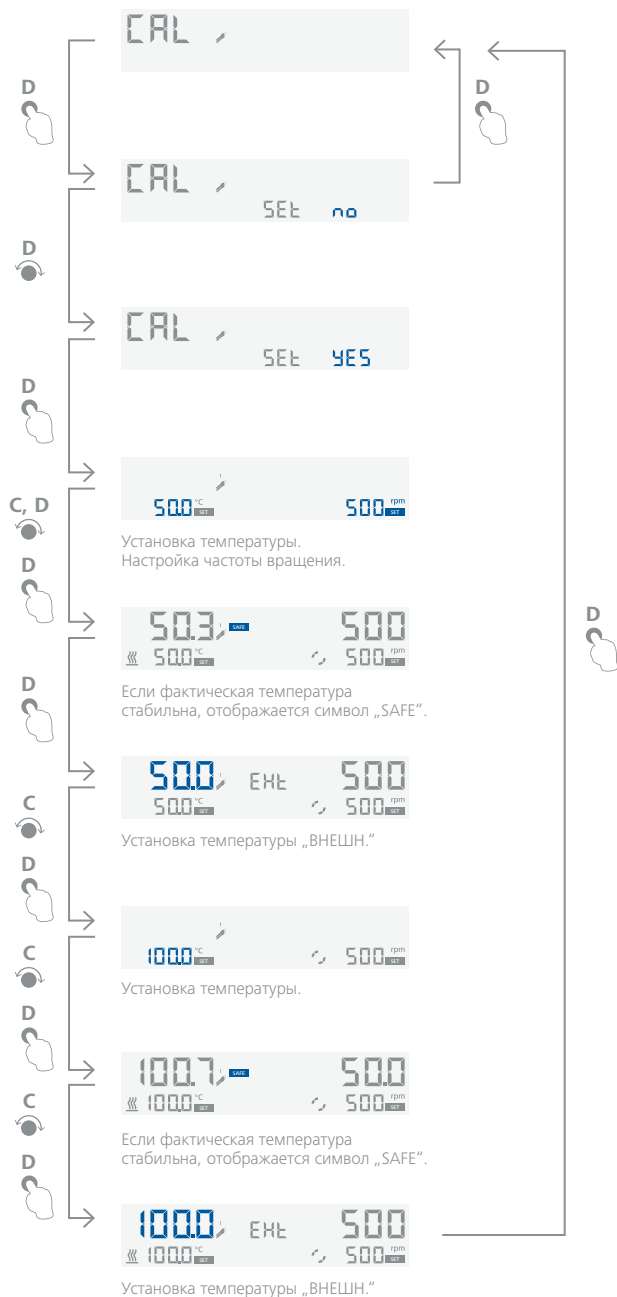 CAL
D
D
CAL
SEt no
D
CAL
SEt YES
D
C, D
50.0 °C SET 500 rpm SET
Установка температуры.
Настройка частоты вращения.
D
50.3 SAFE 500
50.0 °C SET 500 rpm SET
D
Если фактическая температура
стабильна, отображается символ „SAFE“.
D
50.0 EHt 500
50.0 °C SET 500 rpm SET
C
Установка температуры „ВНЕШН.“
D
100.0 °C SET 500 rpm SET
C
Установка температуры.
D
100.7 SAFE 50.0
100.0 °C SET 500 rpm SET
C
Если фактическая температура
стабильна, отображается символ „SAFE“.
D
100.0 EHt 500
100.0 °C SET 500 rpm SET
Установка температуры „ВНЕШН.“